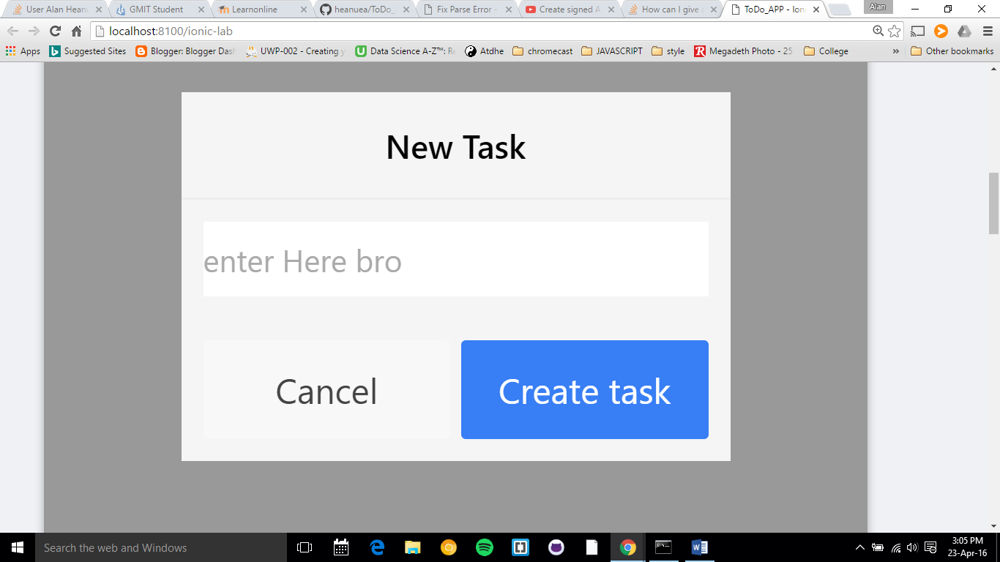 User Alan Heanu
GMIT Student
Learnonline
heanuea/ToDo_
Fix Parse Error -
Create signed A
How can I give a
ToDo_APP - Ioni
Alan
localhost:8100/ionic-lab
Apps
Suggested Sites
Blogger: Blogger Dash
UWP-002 - Creating y
Data Science A-Z™: Re
Atdhe
chromecast
JAVASCRIPT
style
Megadeth Photo - 25
College
»
Other bookmarks
New Task
enter Here bro
Cancel
Create task
Search the web and Windows
3:05 PM
23-Apr-16